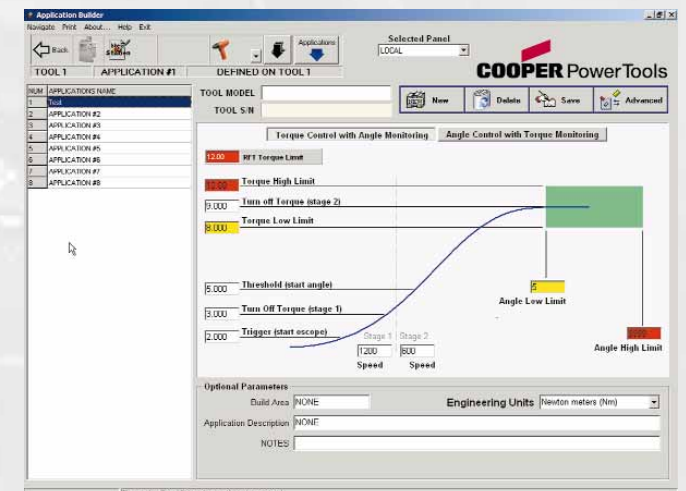 Application Builder
Navigate Print About... Help Exit
Back
Applications
Selected Panel
LOCAL
COOPER PowerTools
TOOL 1 APPLICATION #1 DEFINED ON TOOL 1
NUM APPLICATIONS NAME
1 Test
2 APPLICATION #2
3 APPLICATION #3
4 APPLICATION #4
5 APPLICATION #5
6 APPLICATION #6
7 APPLICATION #7
8 APPLICATION #8
TOOL MODEL
TOOL S/N
New Delete Save Advanced
Torque Control with Angle Monitoring Angle Control with Torque Monitoring
12.00 RFT Torque Limit
Torque High Limit
9.000 Turn off Torque (stage 2)
8.000 Torque Low Limit
5.000 Threshold (start angle)
3.000 Turn Off Torque (stage 1)
2.000 Trigger (start oscope)
Stage 1 Stage 2
1200 600
Speed Speed
5
Angle Low Limit
Angle High Limit
Optional Parameters
Build Area NONE
Engineering Units Newton meters (Nm)
Application Description NONE
NOTES